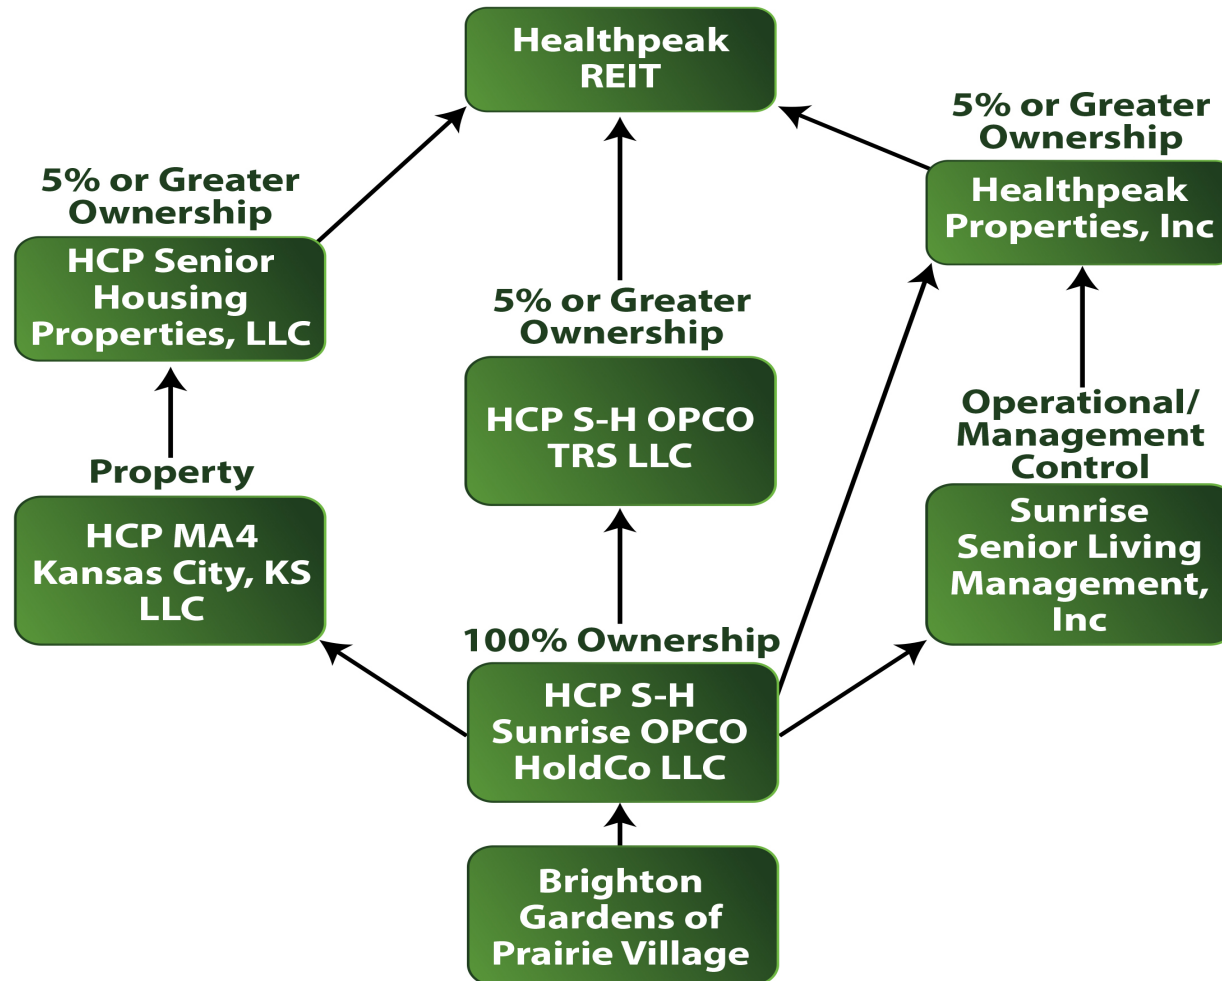 Healthpeak
REIT
5% or Greater
Ownership
Healthpeak
Properties, Inc
5% or Greater
Ownership
HCP Senior
Housing
Properties, LLC
5% or Greater
Ownership
HCP S-H OPCO
TRS LLC
Operational/
Management
Control
Sunrise
Senior Living
Management,
Inc
Property
HCP MA4
Kansas City, KS
LLC
100% Ownership
HCP S-H
Sunrise OPCO
HoldCo LLC
Brighton
Gardens of
Prairie Village